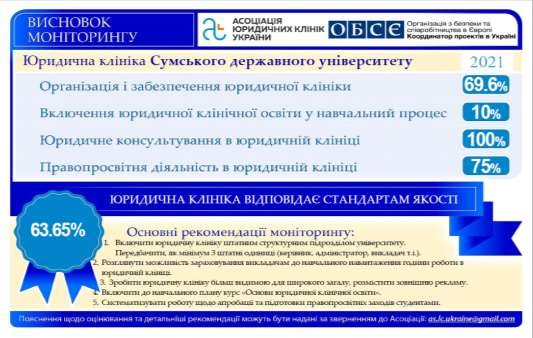 ВИСНОВОК
МОНІТОРИНГУ
АСОЦІАЦІЯ
ЮРИДИЧНИХ КЛІНІК
УКРАЇНИ
ОБСЄ
Організація з безпеки та
співробітництва в Європі
Координатор проектів в Україні
Юридична клініка Сумського державного університету
2021
Організація і забезпечення юридичної клініки 69.6%
Включення юридичної клінічної освіти у навчальний процес 10%
Юридичне консультування в юридичній клініці 100%
Правопросвітня діяльність в юридичній клініці 75%
ЮРИДИЧНА КЛІНІКА ВІДПОВІДАЄ СТАНДАРТАМ ЯКОСТІ
63.65%
Основні рекомендації моніторингу:
1. Включити юридичну клініку штатним структурним підрозділом університету.
Передбачити, як мінімум 3 штатні одиниці (керівник, адміністратор, викладач т.і.).
2. Розглянути можливість зараховування викладачам до навчального навантаження години роботи в
юридичній клініці.
3. Зробити юридичну клініку більш видимою для широкого загалу, розмістити зовнішню рекламу.
4. Включити до навчального плану курс «Основи юридичної клінічної освіти».
5. Систематизувати роботу щодо апробації та підготовки правопросвітніх заходів студентами.
Пояснення щодо оцінювання та детальніші рекомендації можуть бути надані за зверненням до Асоціації: as.lc.ukraine@gmail.com